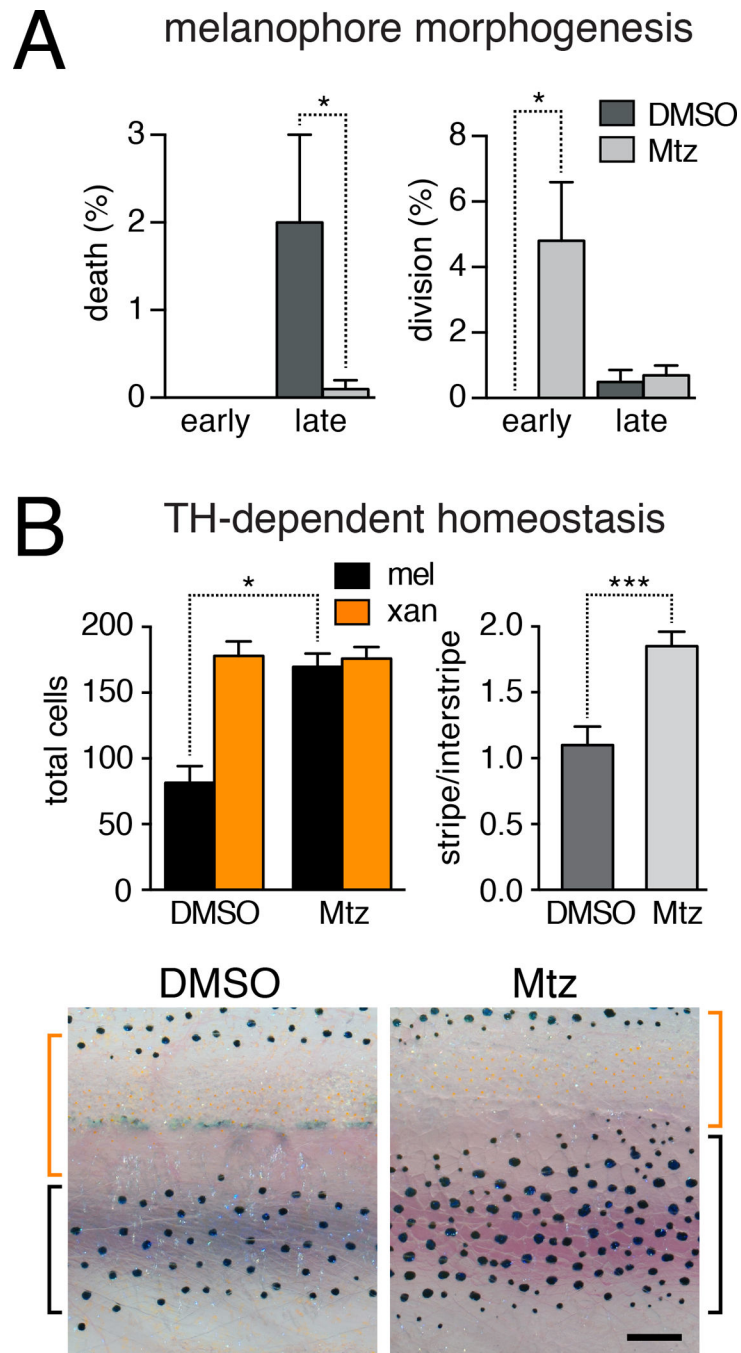 A
melanophore morphogenesis
DMSO
Mtz
*
*
death (%)
3
2
1
0
early late
division (%)
8
6
4
2
0
early late
B
TH-dependent homeostasis
mel
xan
*
***
total cells
200
150
100
50
0
DMSO Mtz
stripe/interstripe
2.0
1.5
1.0
0.5
0.0
DMSO Mtz
DMSO
Mtz